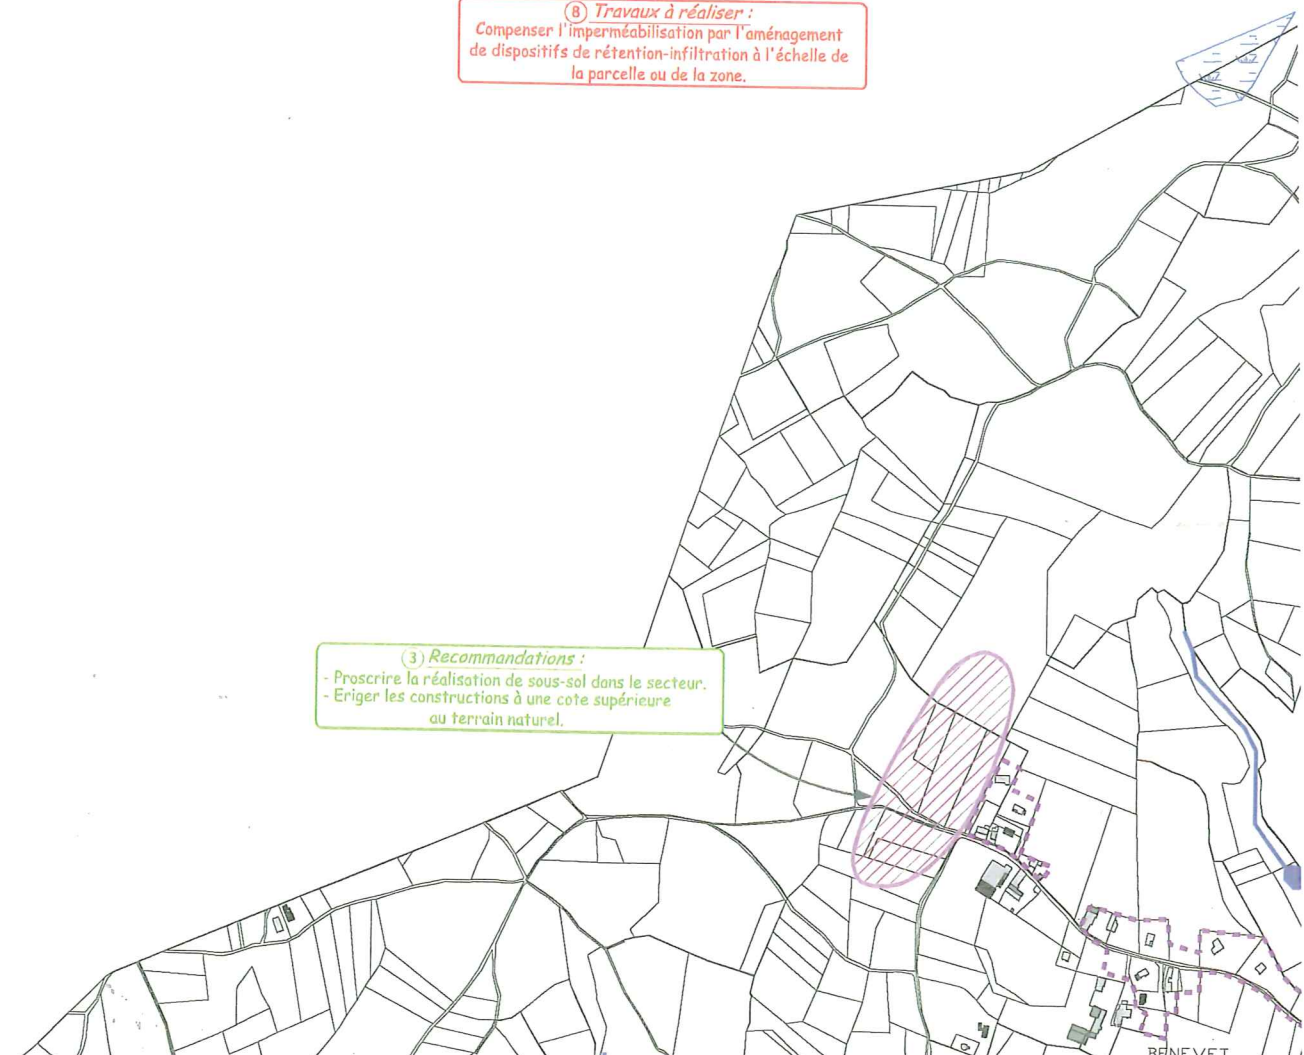 ⑧ Travaux à réaliser :
Compenser l'imperméabilisation par l'aménagement
de dispositifs de rétention-infiltration à l'échelle de
la parcelle ou de la zone.
③ Recommandations :
- Proscrire la réalisation de sous-sol dans le secteur.
- Eriger les constructions à une cote supérieure
au terrain naturel.
BENEVET